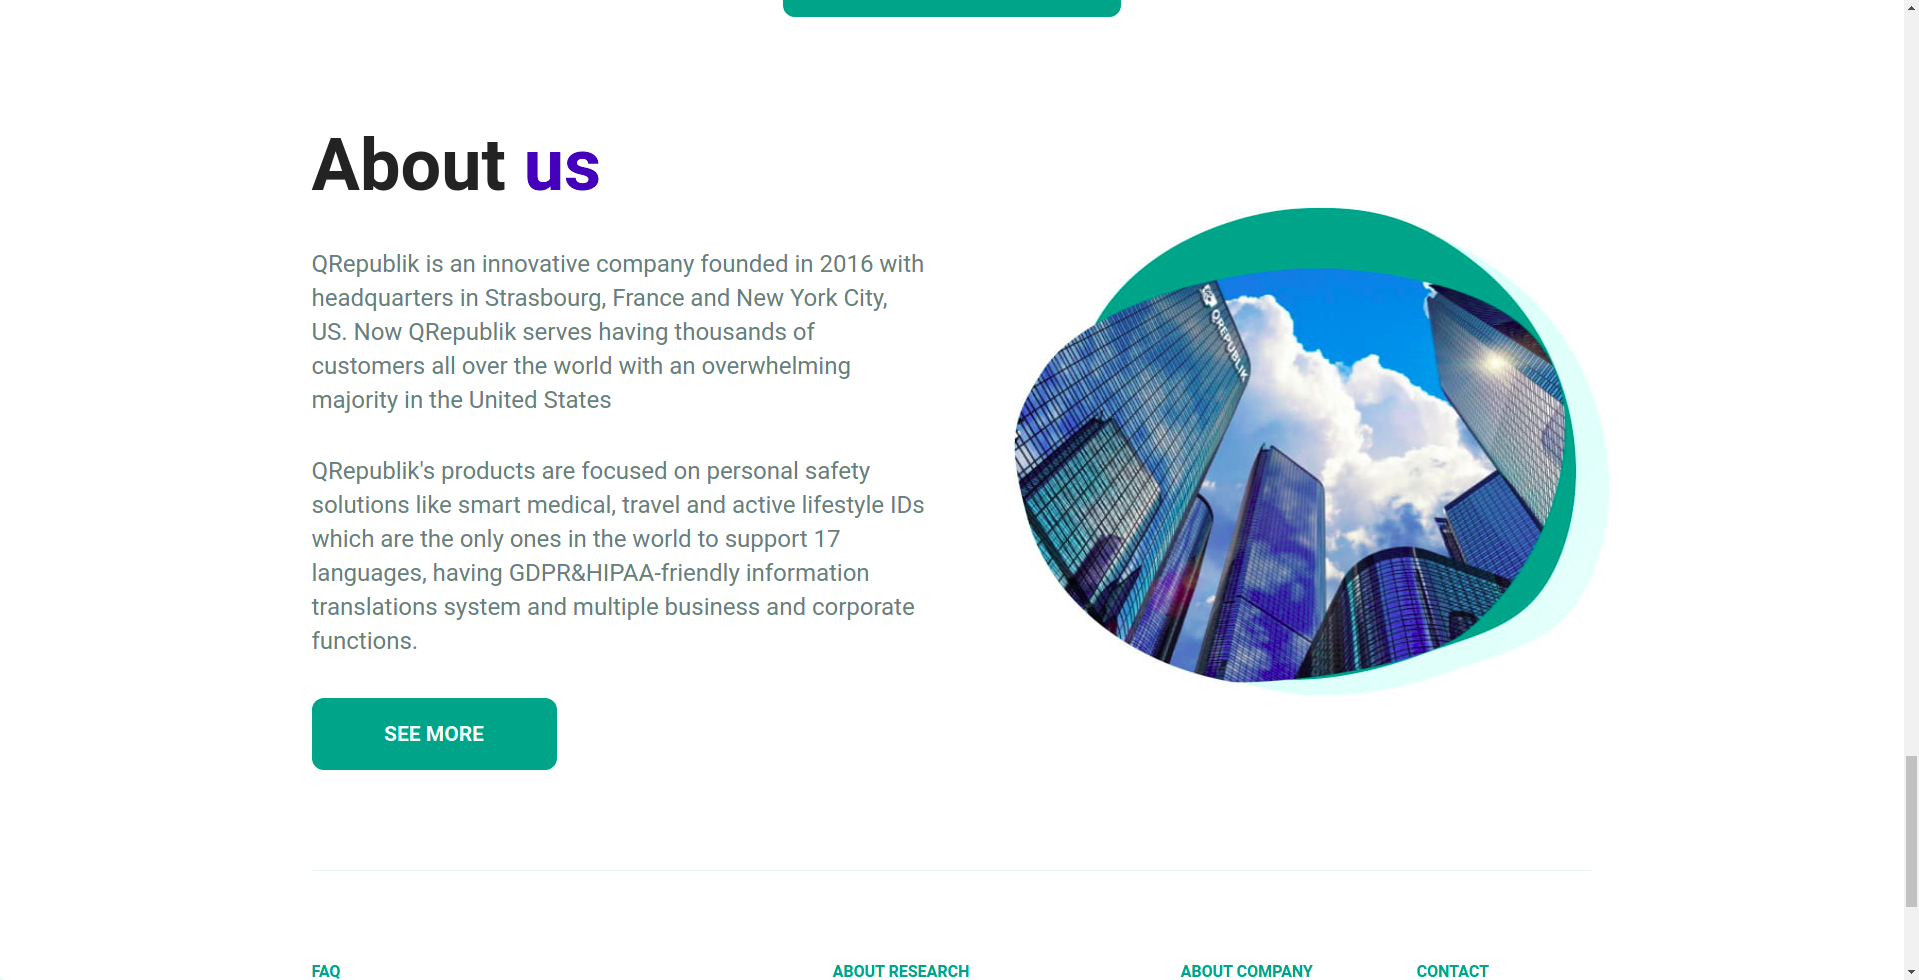 About us
QRepublik is an innovative company founded in 2016 with
headquarters in Strasbourg, France and New York City,
US. Now QRepublik serves having thousands of
customers all over the world with an overwhelming
majority in the United States
QRepublik's products are focused on personal safety
solutions like smart medical, travel and active lifestyle IDs
which are the only ones in the world to support 17
languages, having GDPR&HIPAA-friendly information
translations system and multiple business and corporate
functions.
SEE MORE
QREPUBLIK
FAQ
ABOUT RESEARCH
ABOUT COMPANY
CONTACT